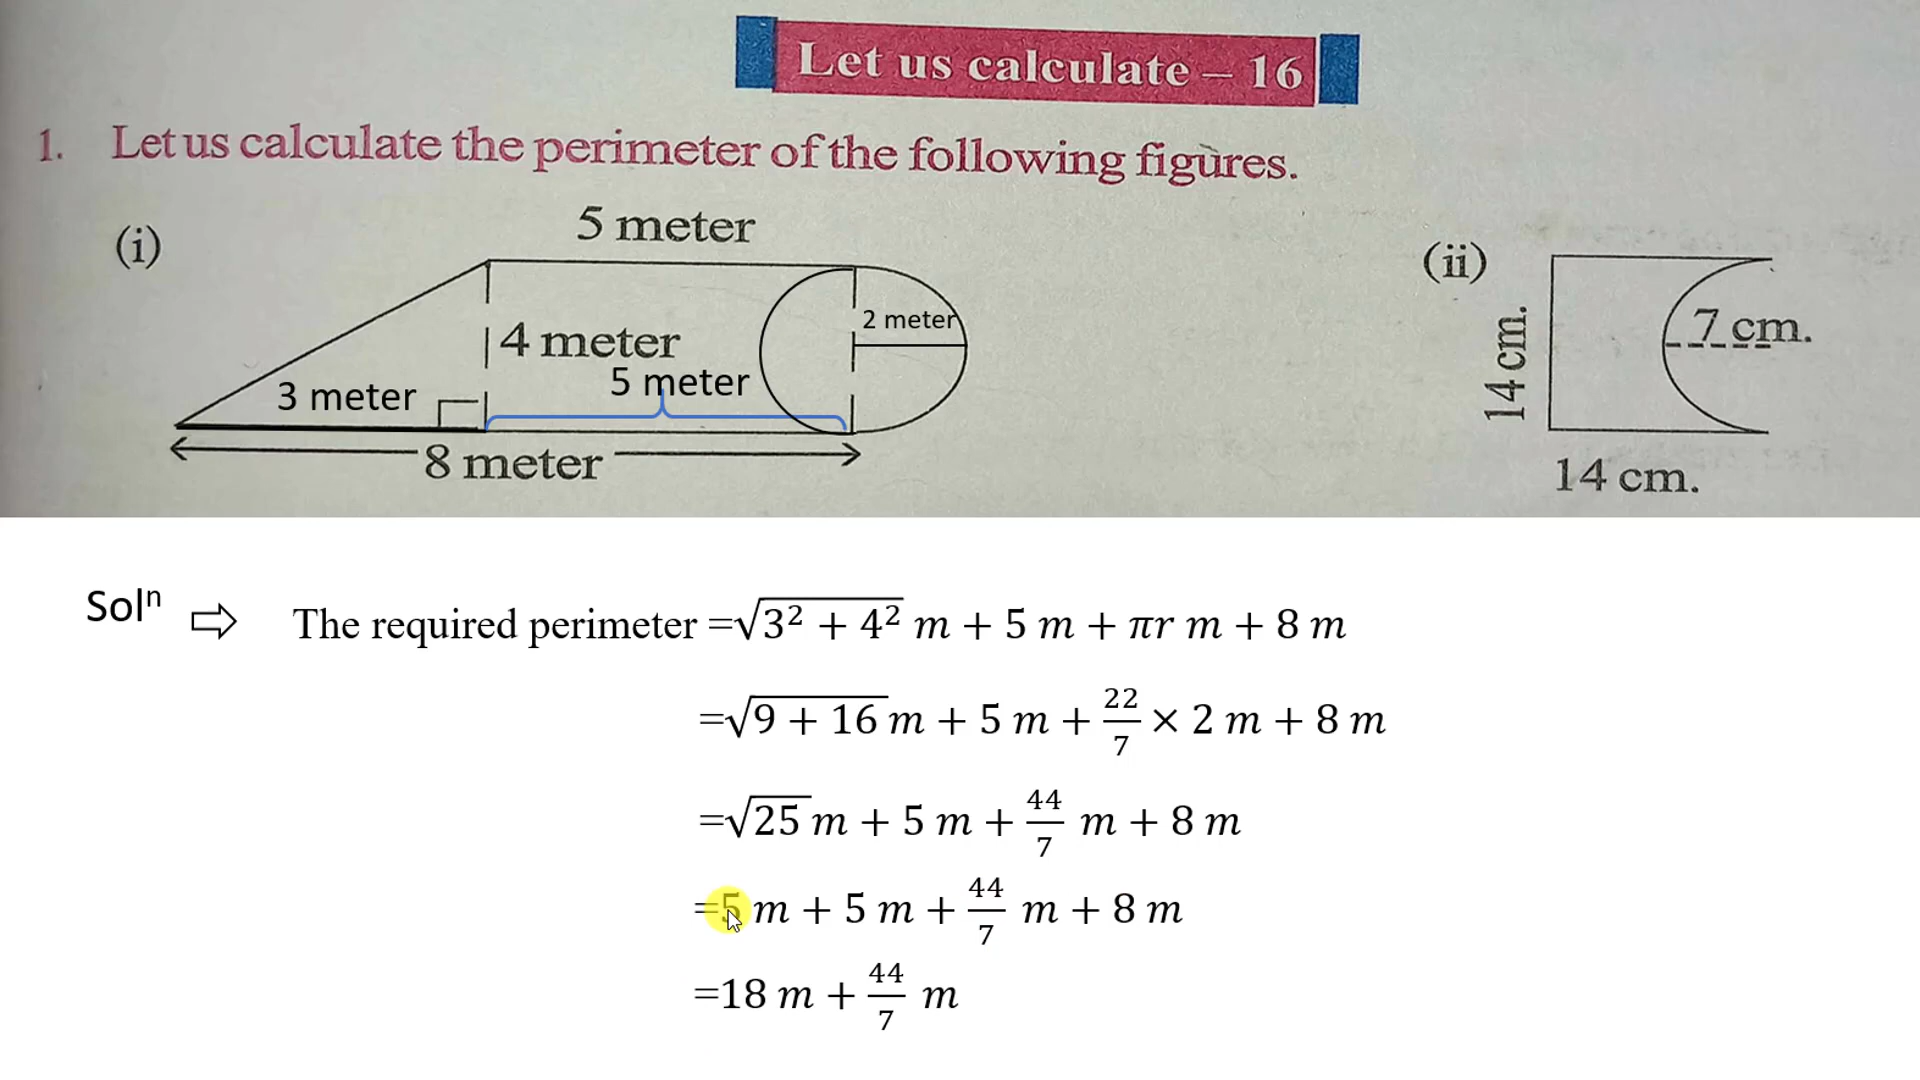 Let us calculate – 16
1. Let us calculate the perimeter of the following figures.
(i)
5 meter
4 meter
2 meter
3 meter
5 meter
8 meter
(ii)
14 cm.
7 cm.
14 cm.
Solⁿ ⇨ The required perimeter =√(3² + 4²) m + 5 m + πr m + 8 m
=√(9 + 16) m + 5 m + 22/7 × 2 m + 8 m
=√25 m + 5 m + 44/7 m + 8 m
=5 m + 5 m + 44/7 m + 8 m
=18 m + 44/7 m